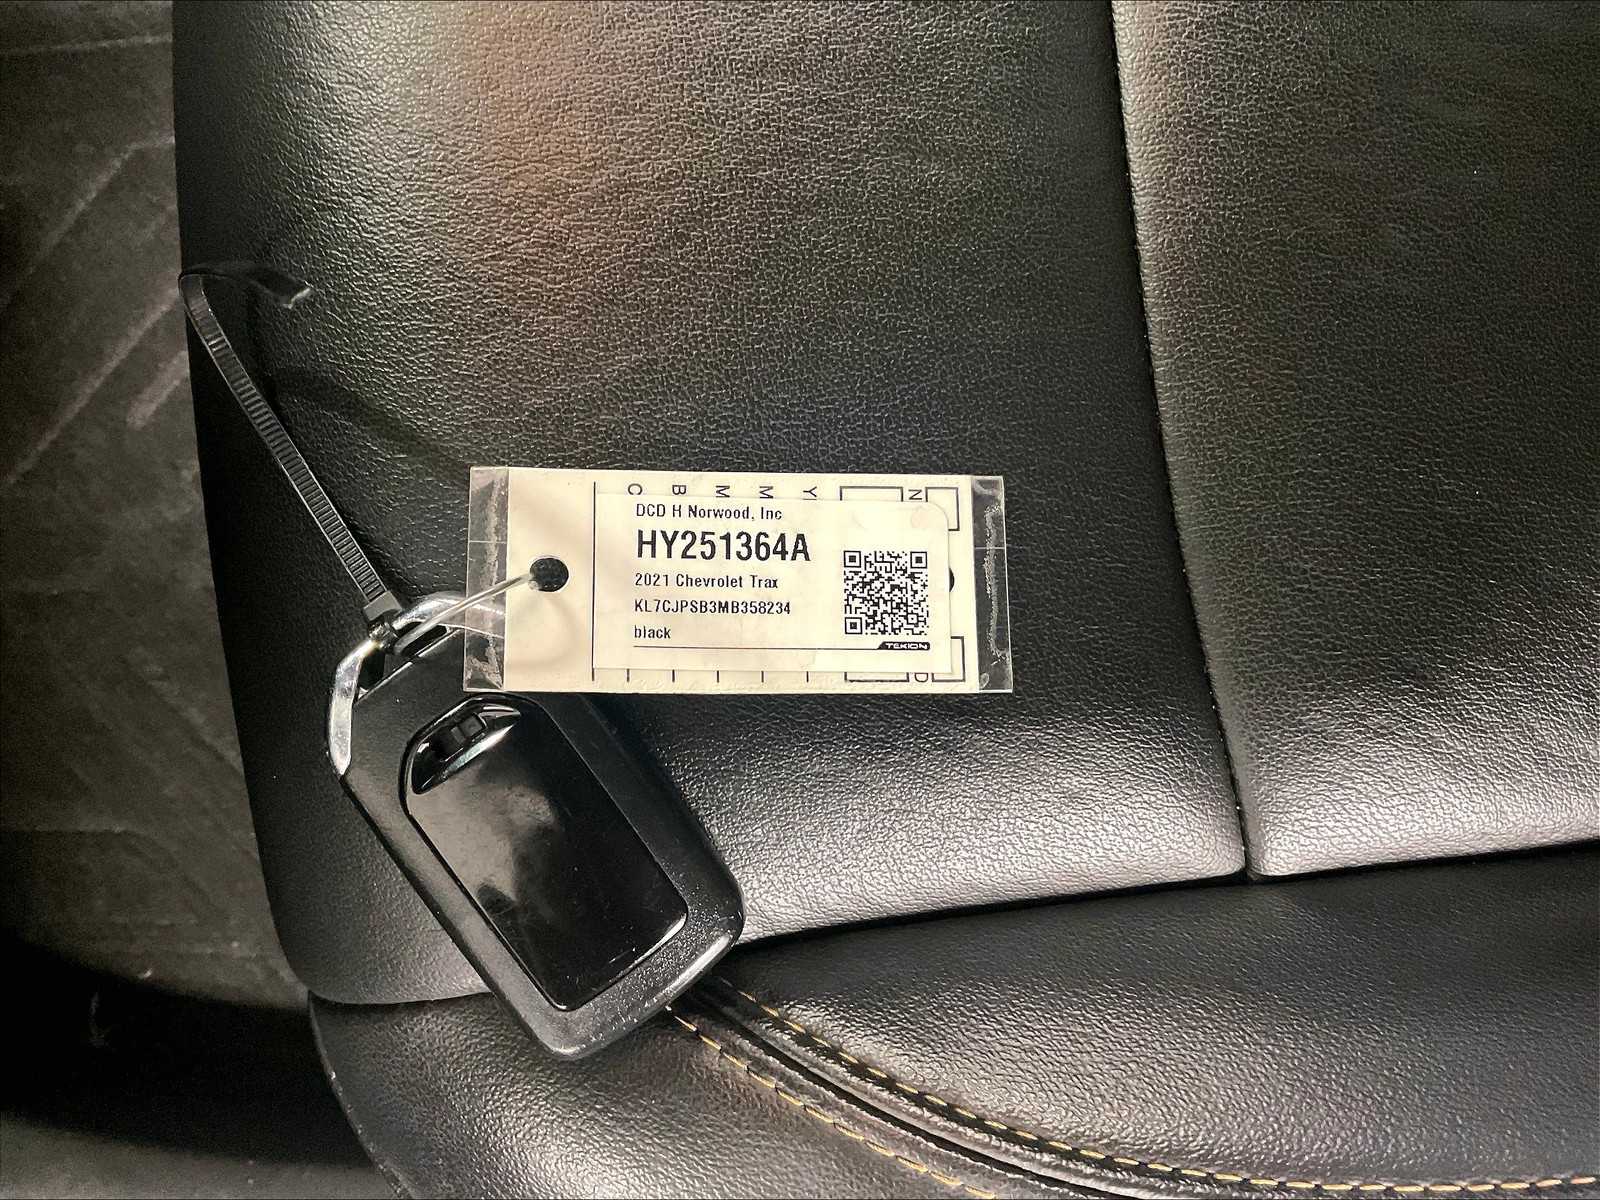 C B M M Y N
DCD H Norwood, Inc
HY251364A
2021 Chevrolet Trax
KL7CJPSB3MB358234
black
TEKION
D